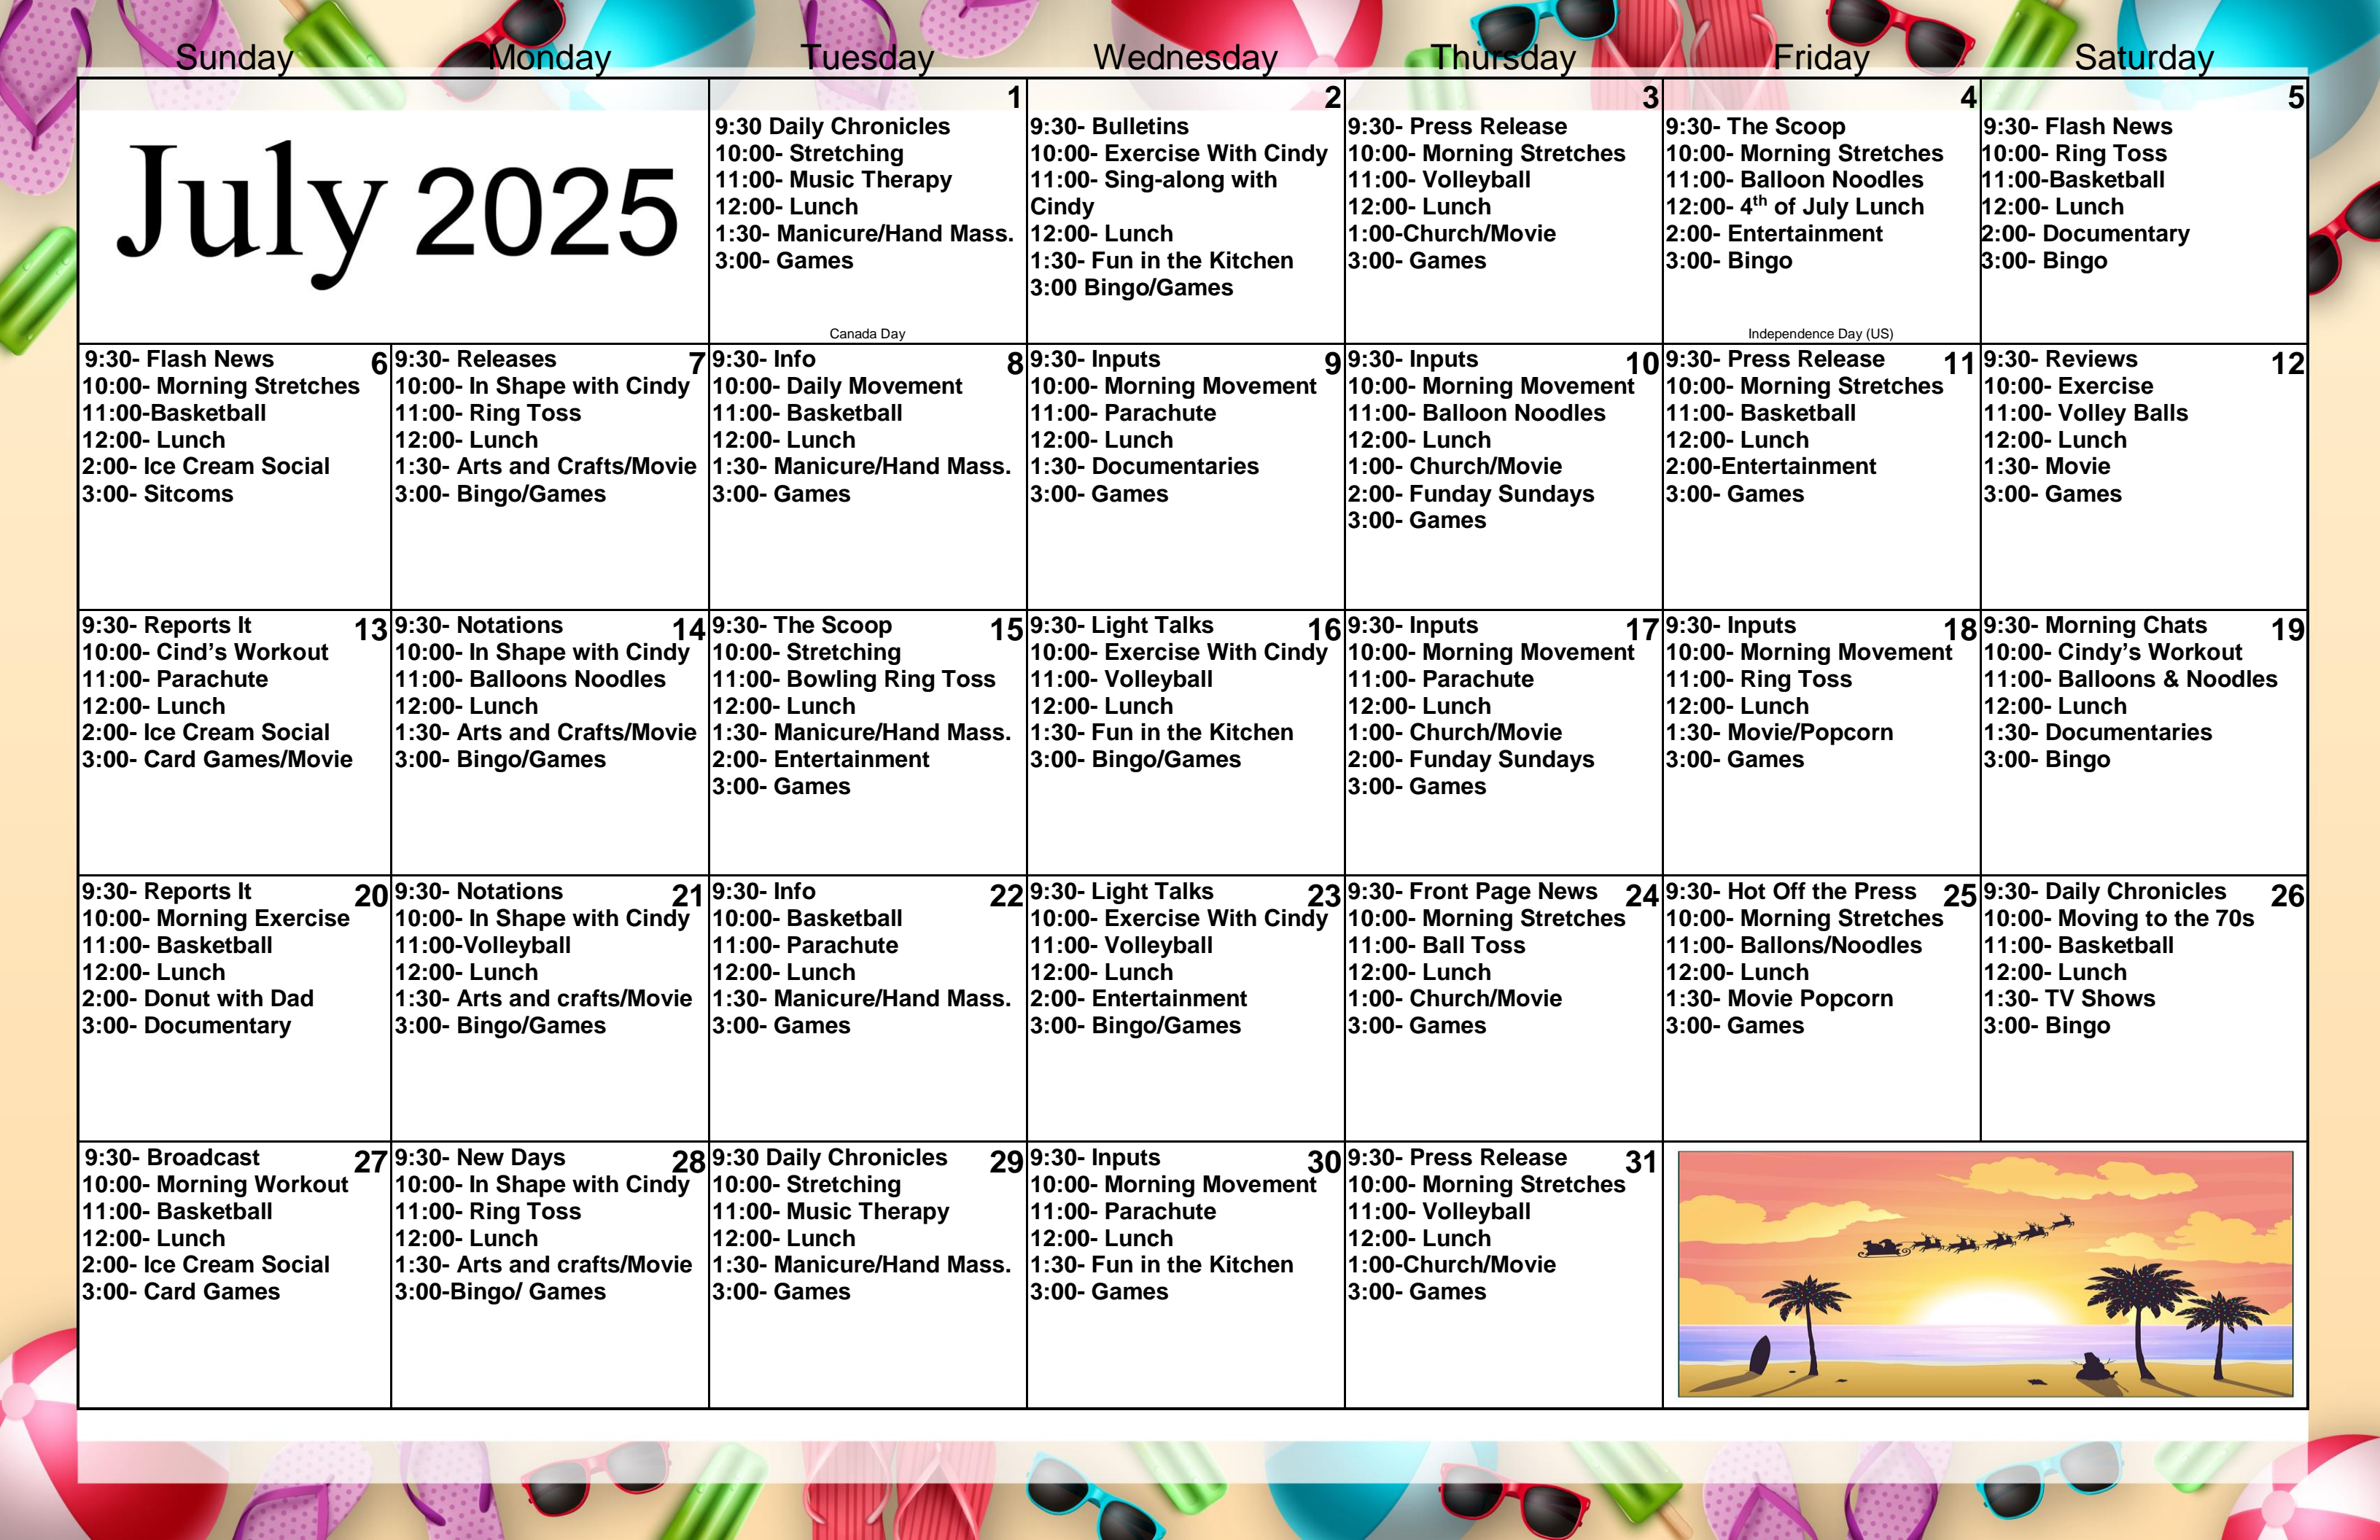 Sunday Monday Tuesday Wednesday Thursday Friday Saturday
July 2025
1
9:30 Daily Chronicles
10:00- Stretching
11:00- Music Therapy
12:00- Lunch
1:30- Manicure/Hand Mass.
3:00- Games
Canada Day
2
9:30- Bulletins
10:00- Exercise With Cindy
11:00- Sing-along with
Cindy
12:00- Lunch
1:30- Fun in the Kitchen
3:00 Bingo/Games
3
9:30- Press Release
10:00- Morning Stretches
11:00- Volleyball
12:00- Lunch
1:00-Church/Movie
3:00- Games
4
9:30- The Scoop
10:00- Morning Stretches
11:00- Balloon Noodles
12:00- 4th of July Lunch
2:00- Entertainment
3:00- Bingo
Independence Day (US)
5
9:30- Flash News
10:00- Ring Toss
11:00-Basketball
12:00- Lunch
2:00- Documentary
3:00- Bingo
6
9:30- Flash News
10:00- Morning Stretches
11:00-Basketball
12:00- Lunch
2:00- Ice Cream Social
3:00- Sitcoms
7
9:30- Releases
10:00- In Shape with Cindy
11:00- Ring Toss
12:00- Lunch
1:30- Arts and Crafts/Movie
3:00- Bingo/Games
8
9:30- Info
10:00- Daily Movement
11:00- Basketball
12:00- Lunch
1:30- Manicure/Hand Mass.
3:00- Games
9
9:30- Inputs
10:00- Morning Movement
11:00- Parachute
12:00- Lunch
1:30- Documentaries
3:00- Games
10
9:30- Inputs
10:00- Morning Movement
11:00- Balloon Noodles
12:00- Lunch
1:00- Church/Movie
2:00- Funday Sundays
3:00- Games
11
9:30- Press Release
10:00- Morning Stretches
11:00- Basketball
12:00- Lunch
2:00-Entertainment
3:00- Games
12
9:30- Reviews
10:00- Exercise
11:00- Volley Balls
12:00- Lunch
1:30- Movie
3:00- Games
13
9:30- Reports It
10:00- Cind’s Workout
11:00- Parachute
12:00- Lunch
2:00- Ice Cream Social
3:00- Card Games/Movie
14
9:30- Notations
10:00- In Shape with Cindy
11:00- Balloons Noodles
12:00- Lunch
1:30- Arts and Crafts/Movie
3:00- Bingo/Games
15
9:30- The Scoop
10:00- Stretching
11:00- Bowling Ring Toss
12:00- Lunch
1:30- Manicure/Hand Mass.
2:00- Entertainment
3:00- Games
16
9:30- Light Talks
10:00- Exercise With Cindy
11:00- Volleyball
12:00- Lunch
1:30- Fun in the Kitchen
3:00- Bingo/Games
17
9:30- Inputs
10:00- Morning Movement
11:00- Parachute
12:00- Lunch
1:00- Church/Movie
2:00- Funday Sundays
3:00- Games
18
9:30- Inputs
10:00- Morning Movement
11:00- Ring Toss
12:00- Lunch
1:30- Movie/Popcorn
3:00- Games
19
9:30- Morning Chats
10:00- Cindy’s Workout
11:00- Balloons & Noodles
12:00- Lunch
1:30- Documentaries
3:00- Bingo
20
9:30- Reports It
10:00- Morning Exercise
11:00- Basketball
12:00- Lunch
2:00- Donut with Dad
3:00- Documentary
21
9:30- Notations
10:00- In Shape with Cindy
11:00-Volleyball
12:00- Lunch
1:30- Arts and crafts/Movie
3:00- Bingo/Games
22
9:30- Info
10:00- Basketball
11:00- Parachute
12:00- Lunch
1:30- Manicure/Hand Mass.
3:00- Games
23
9:30- Light Talks
10:00- Exercise With Cindy
11:00- Volleyball
12:00- Lunch
2:00- Entertainment
3:00- Bingo/Games
24
9:30- Front Page News
10:00- Morning Stretches
11:00- Ball Toss
12:00- Lunch
1:00- Church/Movie
3:00- Games
25
9:30- Hot Off the Press
10:00- Morning Stretches
11:00- Ballons/Noodles
12:00- Lunch
1:30- Movie Popcorn
3:00- Games
26
9:30- Daily Chronicles
10:00- Moving to the 70s
11:00- Basketball
12:00- Lunch
1:30- TV Shows
3:00- Bingo
27
9:30- Broadcast
10:00- Morning Workout
11:00- Basketball
12:00- Lunch
2:00- Ice Cream Social
3:00- Card Games
28
9:30- New Days
10:00- In Shape with Cindy
11:00- Ring Toss
12:00- Lunch
1:30- Arts and crafts/Movie
3:00-Bingo/ Games
29
9:30 Daily Chronicles
10:00- Stretching
11:00- Music Therapy
12:00- Lunch
1:30- Manicure/Hand Mass.
3:00- Games
30
9:30- Inputs
10:00- Morning Movement
11:00- Parachute
12:00- Lunch
1:30- Fun in the Kitchen
3:00- Games
31
9:30- Press Release
10:00- Morning Stretches
11:00- Volleyball
12:00- Lunch
1:00-Church/Movie
3:00- Games